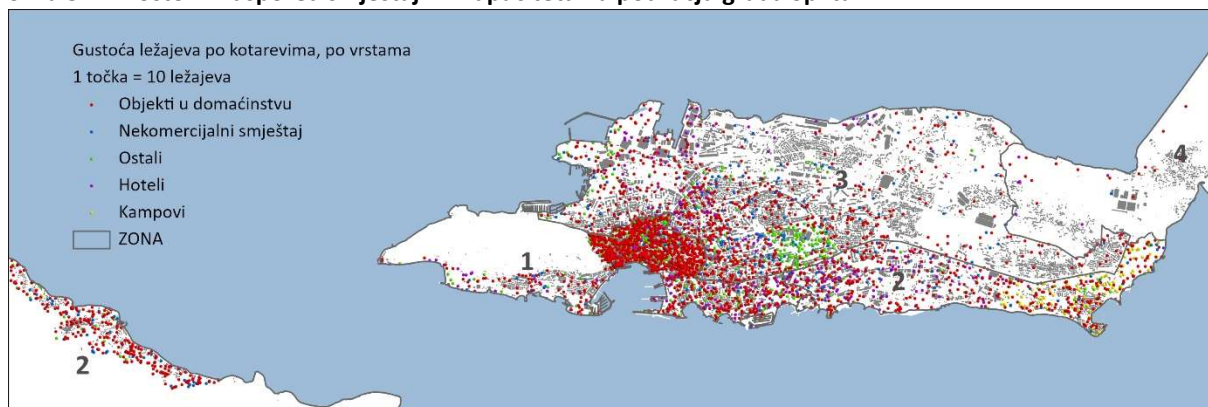 Gustoća ležajeva po kotarevima, po vrstama
1 točka = 10 ležajeva
Objekti u domaćinstvu
Nekomercijalni smještaj
Ostali
Hoteli
Kampovi
ZONA
1
2
3
4
2